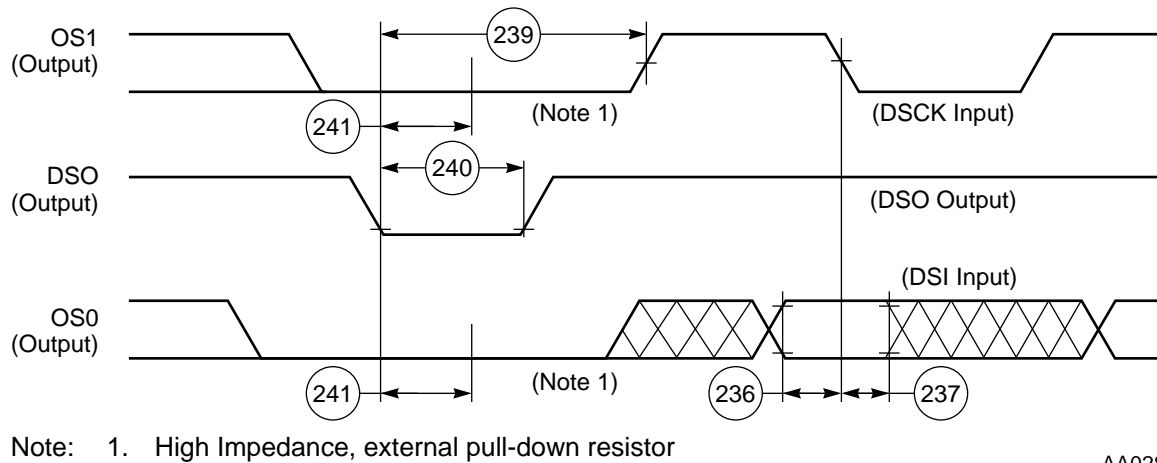 OS1
(Output)
239
(Note 1)
(DSCK Input)
241
240
DSO
(Output)
(DSO Output)
(DSI Input)
OS0
(Output)
(Note 1)
241
236
237
Note: 1. High Impedance, external pull-down resistor